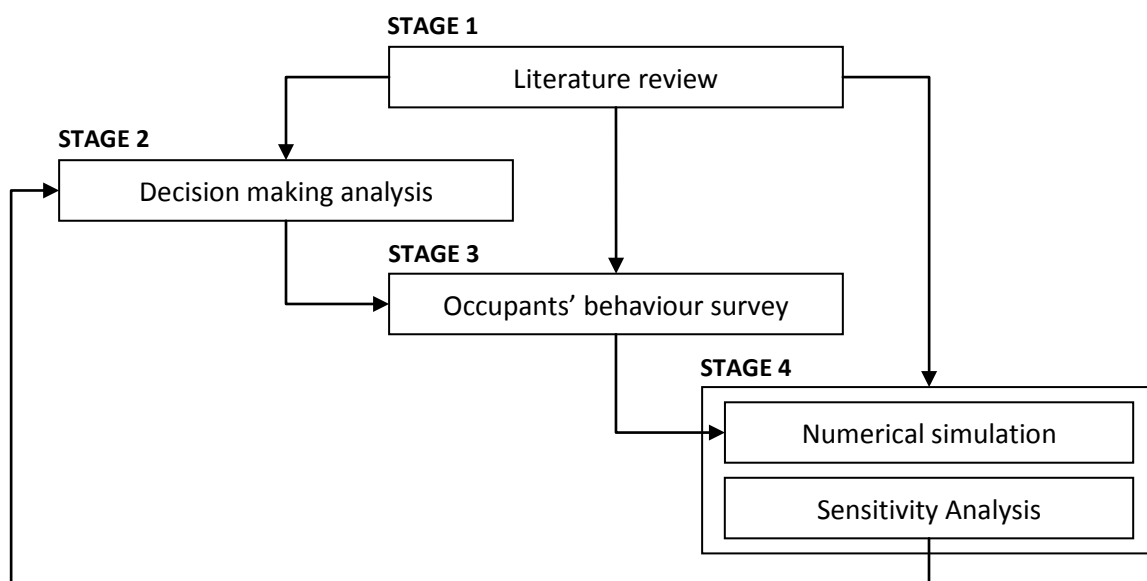 STAGE 1
Literature review
STAGE 2
Decision making analysis
STAGE 3
Occupants’ behaviour survey
STAGE 4
Numerical simulation
Sensitivity Analysis